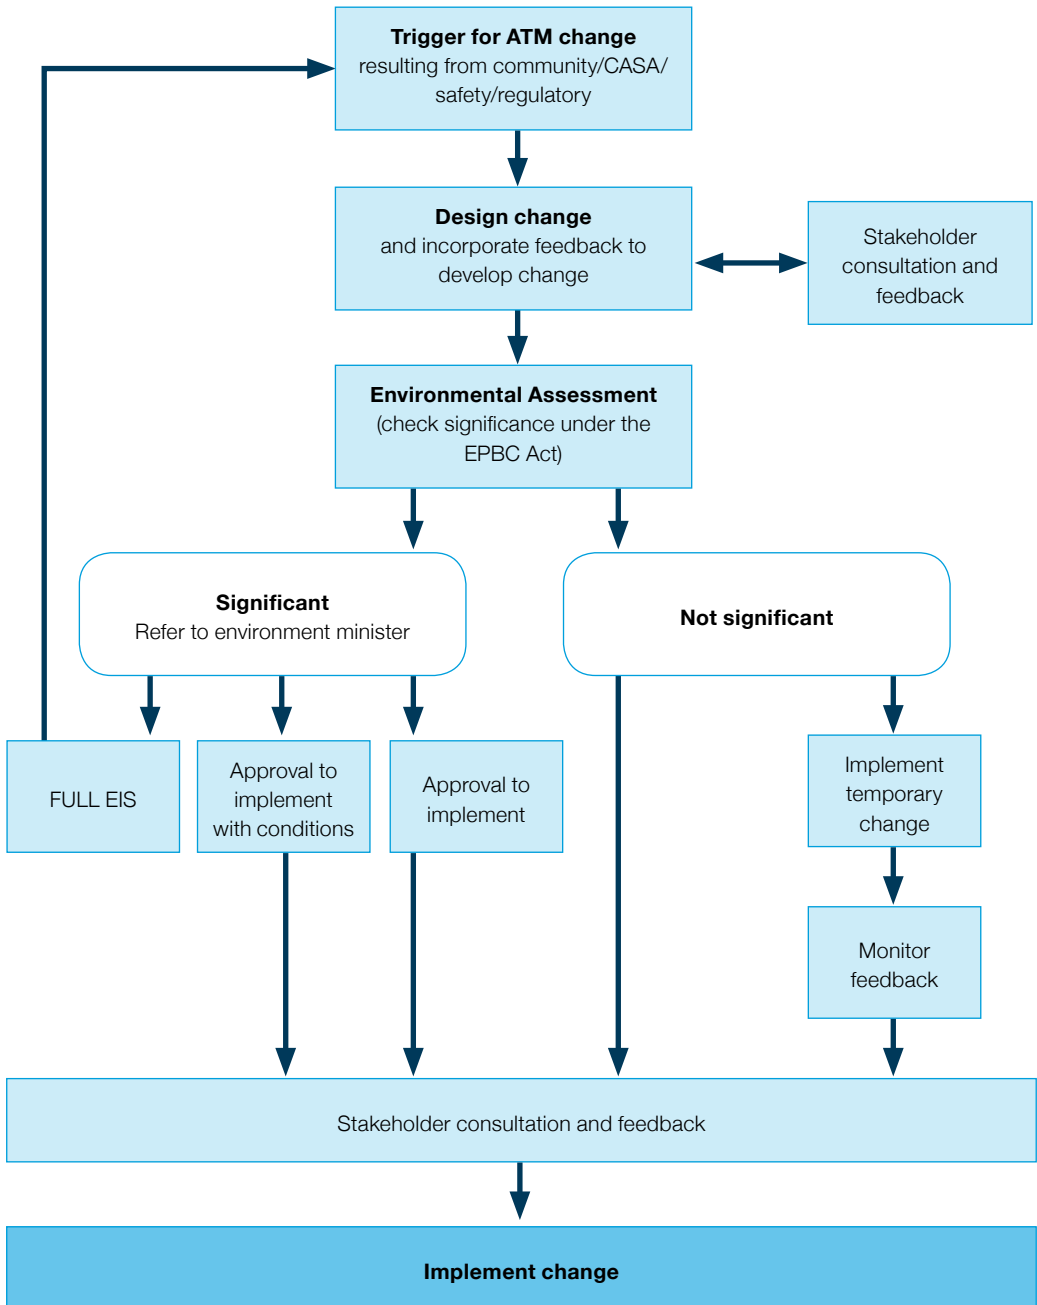 Trigger for ATM change
resulting from community/CASA/
safety/regulatory
Design change
and incorporate feedback to
develop change
Stakeholder
consultation and
feedback
Environmental Assessment
(check significance under the
EPBC Act)
Significant
Refer to environment minister
Not significant
FULL EIS
Approval to
implement
with conditions
Approval to
implement
Implement
temporary
change
Monitor
feedback
Stakeholder consultation and feedback
Implement change